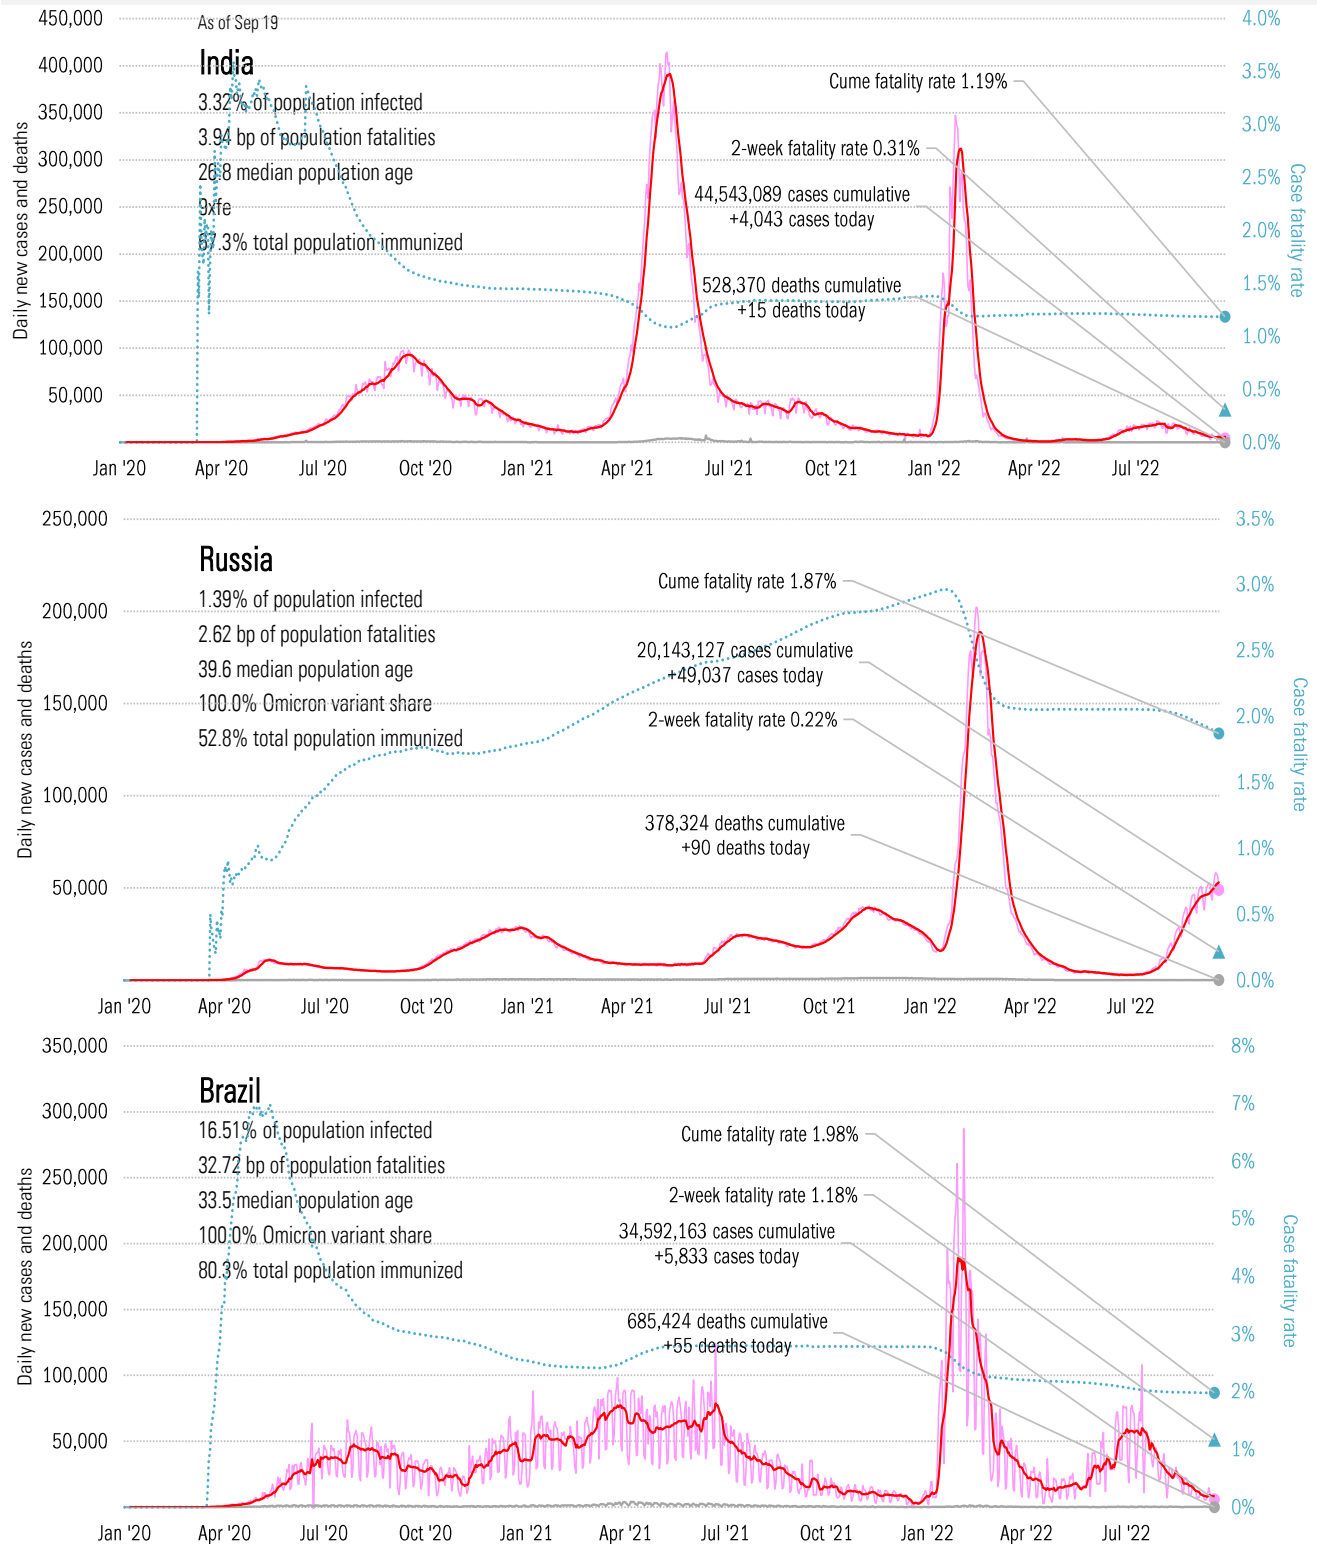 As of Sep 19
India
3.32% of population infected
3.94 bp of population fatalities
26.8 median population age
0xfe
67.3% total population immunized
Cume fatality rate 1.19%
2-week fatality rate 0.31%
44,543,089 cases cumulative
+4,043 cases today
528,370 deaths cumulative
+15 deaths today
Daily new cases and deaths
Case fatality rate
450,000
400,000
350,000
300,000
250,000
200,000
150,000
100,000
50,000
4.0%
3.5%
3.0%
2.5%
2.0%
1.5%
1.0%
0.5%
0.0%
Jan '20 Apr '20 Jul '20 Oct '20 Jan '21 Apr '21 Jul '21 Oct '21 Jan '22 Apr '22 Jul '22
Russia
1.39% of population infected
2.62 bp of population fatalities
39.6 median population age
100.0% Omicron variant share
52.8% total population immunized
Cume fatality rate 1.87%
20,143,127 cases cumulative
+49,037 cases today
2-week fatality rate 0.22%
378,324 deaths cumulative
+90 deaths today
Daily new cases and deaths
Case fatality rate
250,000
200,000
150,000
100,000
50,000
3.5%
3.0%
2.5%
2.0%
1.5%
1.0%
0.5%
0.0%
Jan '20 Apr '20 Jul '20 Oct '20 Jan '21 Apr '21 Jul '21 Oct '21 Jan '22 Apr '22 Jul '22
Brazil
16.51% of population infected
32.72 bp of population fatalities
33.5 median population age
100.0% Omicron variant share
80.3% total population immunized
Cume fatality rate 1.98%
2-week fatality rate 1.18%
34,592,163 cases cumulative
+5,833 cases today
685,424 deaths cumulative
+55 deaths today
Daily new cases and deaths
Case fatality rate
350,000
300,000
250,000
200,000
150,000
100,000
50,000
8%
7%
6%
5%
4%
3%
2%
1%
0%
Jan '20 Apr '20 Jul '20 Oct '20 Jan '21 Apr '21 Jul '21 Oct '21 Jan '22 Apr '22 Jul '22